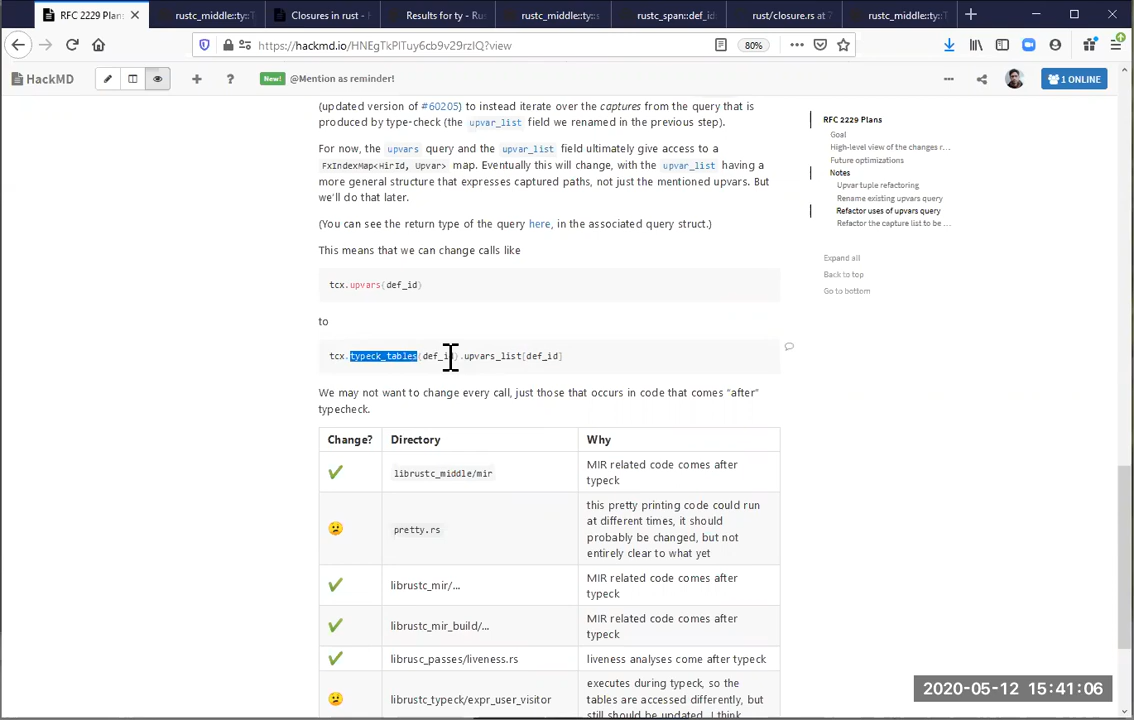 RFC 2229 Plans
rustc_middle::ty::T
Closures in rust -
Results for ty - Rus
rustc_middle::ty::s
rustc_span::def_id
rust/closure.rs at
rustc_middle::ty::T
https://hackmd.io/HNEgTkPlTuy6cb9v29rzIQ?view
80%
HackMD
New! @Mention as reminder!
1 ONLINE
(updated version of #60205) to instead iterate over the captures from the query that is
produced by type-check (the upvar_list field we renamed in the previous step).
For now, the upvars query and the upvar_list field ultimately give access to a
FxIndexMap<HirId, Upvar> map. Eventually this will change, with the upvar_list having a
more general structure that expresses captured paths, not just the mentioned upvars. But
we'll do that later.
(You can see the return type of the query here, in the associated query struct.)
This means that we can change calls like
tcx.upvars(def_id)
to
tcx.typeck_tables(def_id).upvars_list[def_id]
We may not want to change every call, just those that occurs in code that comes “after”
typecheck.
Change? Directory Why
librustc_middle/mir
MIR related code comes after
typeck
pretty.rs
this pretty printing code could run
at different times, it should
probably be changed, but not
entirely clear to what yet
librustc_mir/...
MIR related code comes after
typeck
librustc_mir_build/...
MIR related code comes after
typeck
librusc_passes/liveness.rs
liveness analyses come after typeck
librustc_typeck/expr_user_visitor
executes during typeck, so the
tables are accessed differently, but
still should be updated, I think
RFC 2229 Plans
Goal
High-level view of the changes r...
Future optimizations
Notes
Upvar tuple refactoring
Rename existing upvars query
Refactor uses of upvars query
Refactor the capture list to be ...
Expand all
Back to top
Go to bottom
2020-05-12 15:41:06